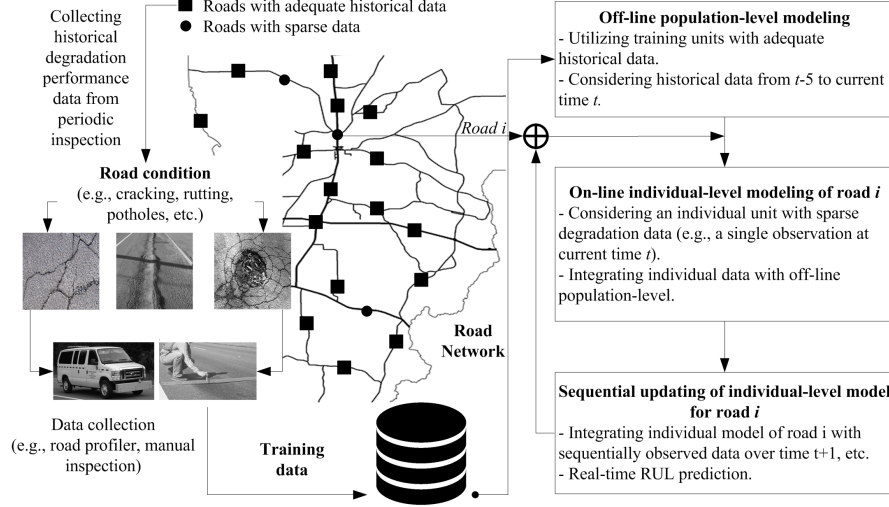 Collecting
historical
degradation
performance
data from
periodic
inspection
Roads with adequate historical data
Roads with sparse data
Road condition
(e.g., cracking, rutting,
potholes, etc.)
Data collection
(e.g., road profiler, manual
inspection)
Training
data
Road
Network
Road i
Off-line population-level modeling
- Utilizing training units with adequate
historical data.
- Considering historical data from t-5 to current
time t.
On-line individual-level modeling of road i
- Considering an individual unit with sparse
degradation data (e.g., a single observation at
current time t).
- Integrating individual data with off-line
population-level.
Sequential updating of individual-level model
for road i
- Integrating individual model of road i with
sequentially observed data over time t+1, etc.
- Real-time RUL prediction.